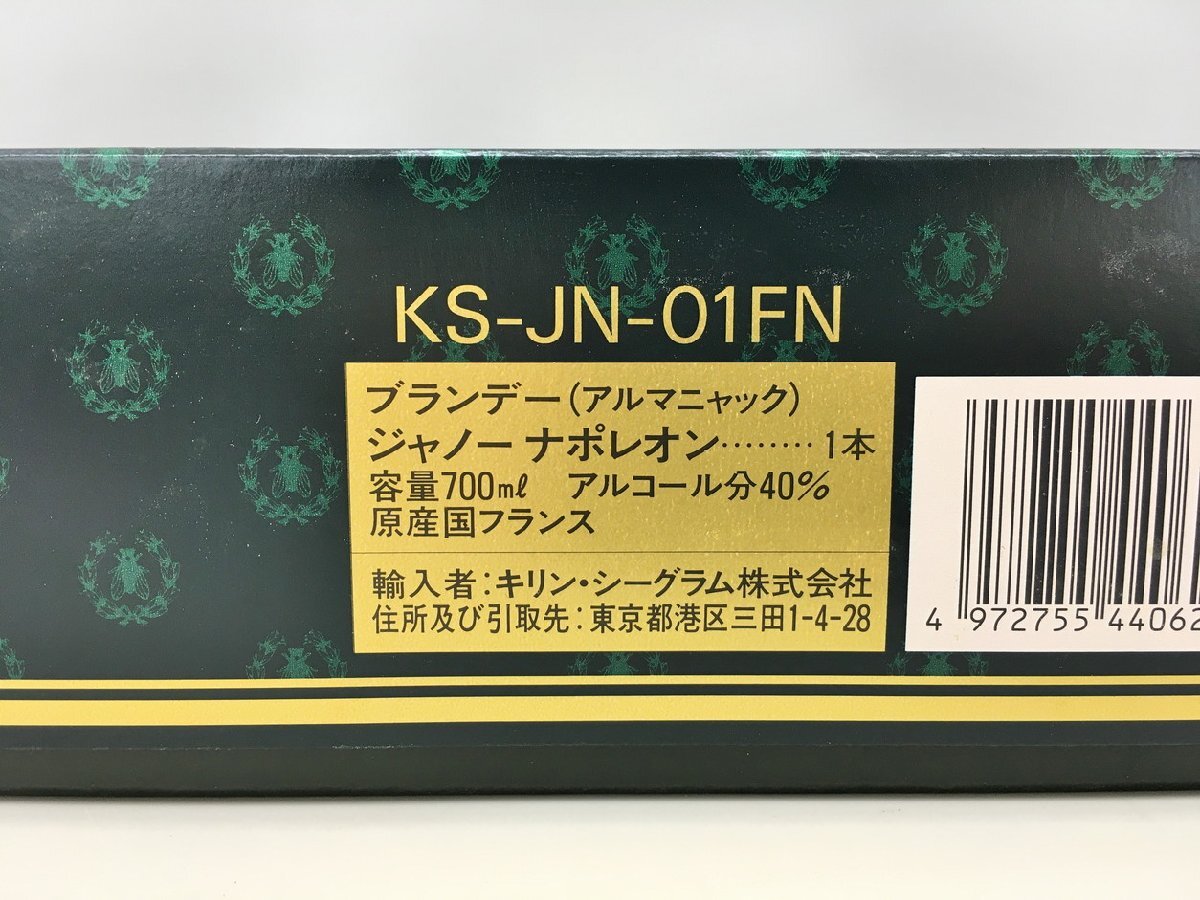 KS-JN-01FN
ブランデー(アルマニャック)
ジャノー ナポレオン········1本
容量700ml アルコール分40%
原産国フランス
輸入者:キリン・シーグラム株式会社
住所及び引取先:東京都港区三田1-4-28
4 972755 44062